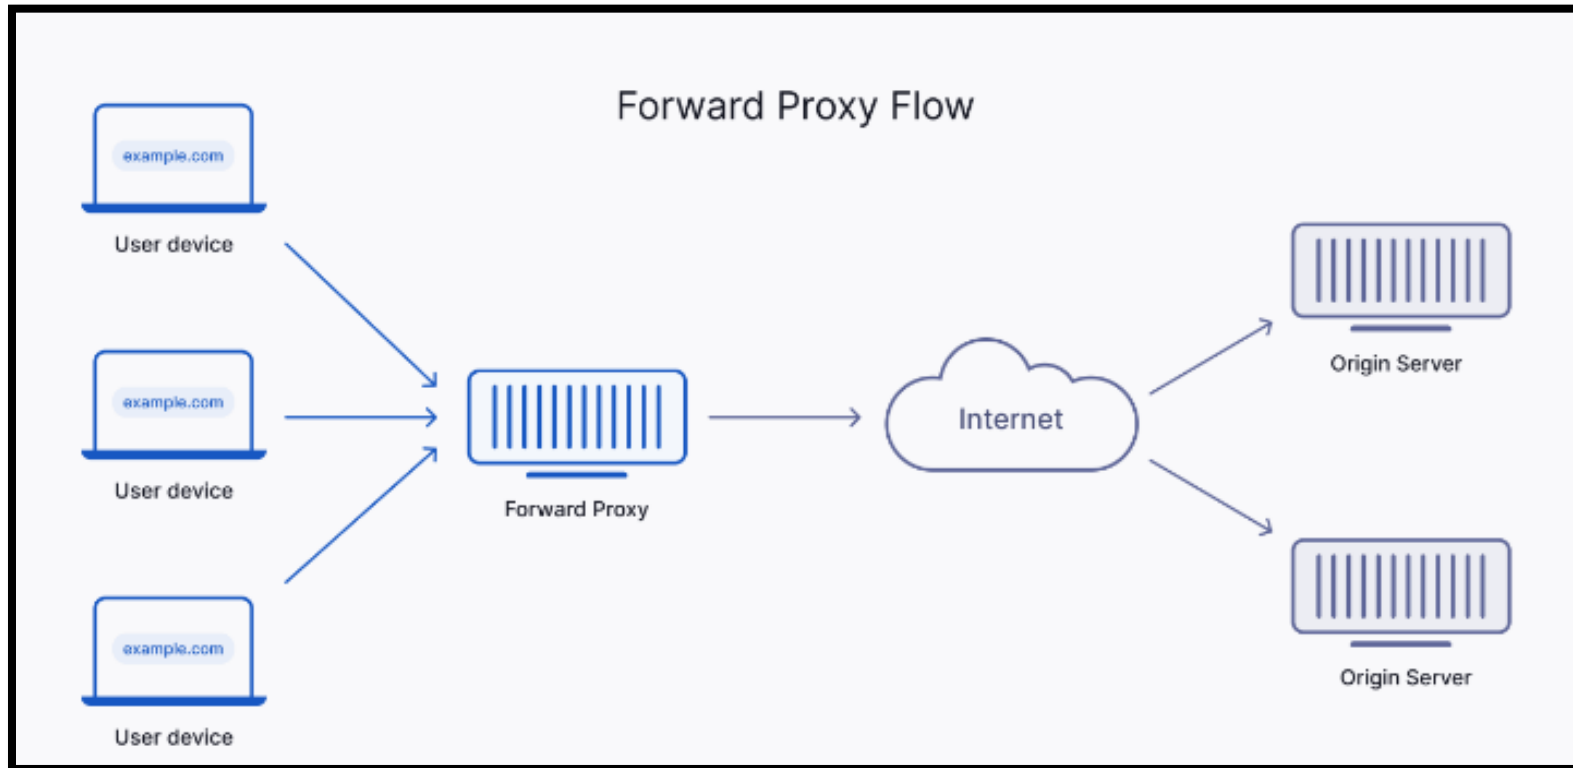 Forward Proxy Flow
example.com
User device
example.com
User device
example.com
User device
Forward Proxy
Internet
Origin Server
Origin Server